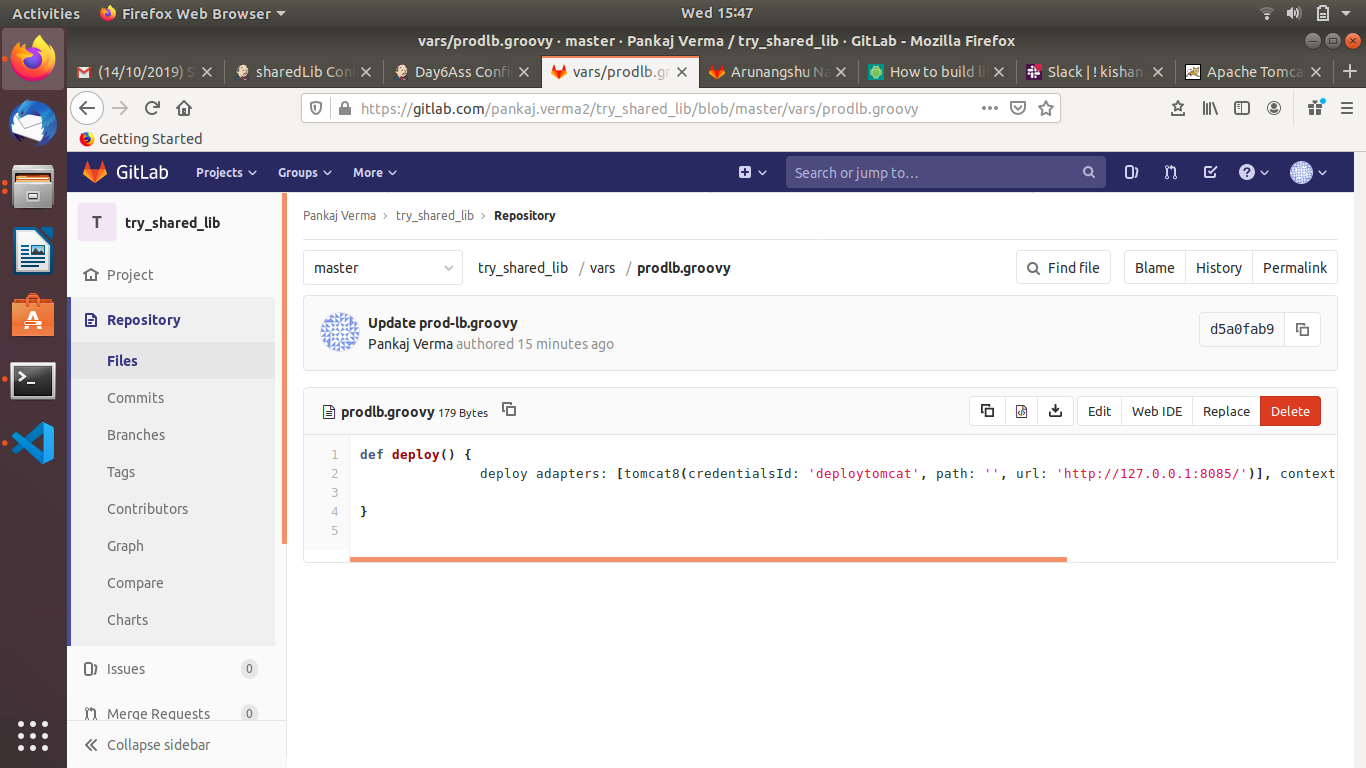 Activities Firefox Web Browser Wed 15:47
vars/prodlb.groovy · master · Pankaj Verma / try_shared_lib · GitLab - Mozilla Firefox
(14/10/2019) S sharedLib Con Day6Ass Confi vars/prodlb.gr Arunangshu Na How to build li Slack | ! kishan Apache Tomca
https://gitlab.com/pankaj.verma2/try_shared_lib/blob/master/vars/prodlb.groovy
Getting Started
GitLab Projects Groups More Search or jump to…
T try_shared_lib
Project
Repository
Files
Commits
Branches
Tags
Contributors
Graph
Compare
Charts
Issues 0
Merge Requests 0
Collapse sidebar
Pankaj Verma > try_shared_lib > Repository
master try_shared_lib / vars / prodlb.groovy Find file Blame History Permalink
Update prod-lb.groovy
Pankaj Verma authored 15 minutes ago
d5a0fab9
prodlb.groovy 179 Bytes Edit Web IDE Replace Delete
1 def deploy() {
2 deploy adapters: [tomcat8(credentialsId: 'deploytomcat', path: '', url: 'http://127.0.0.1:8085/')], context
3
4 }
5